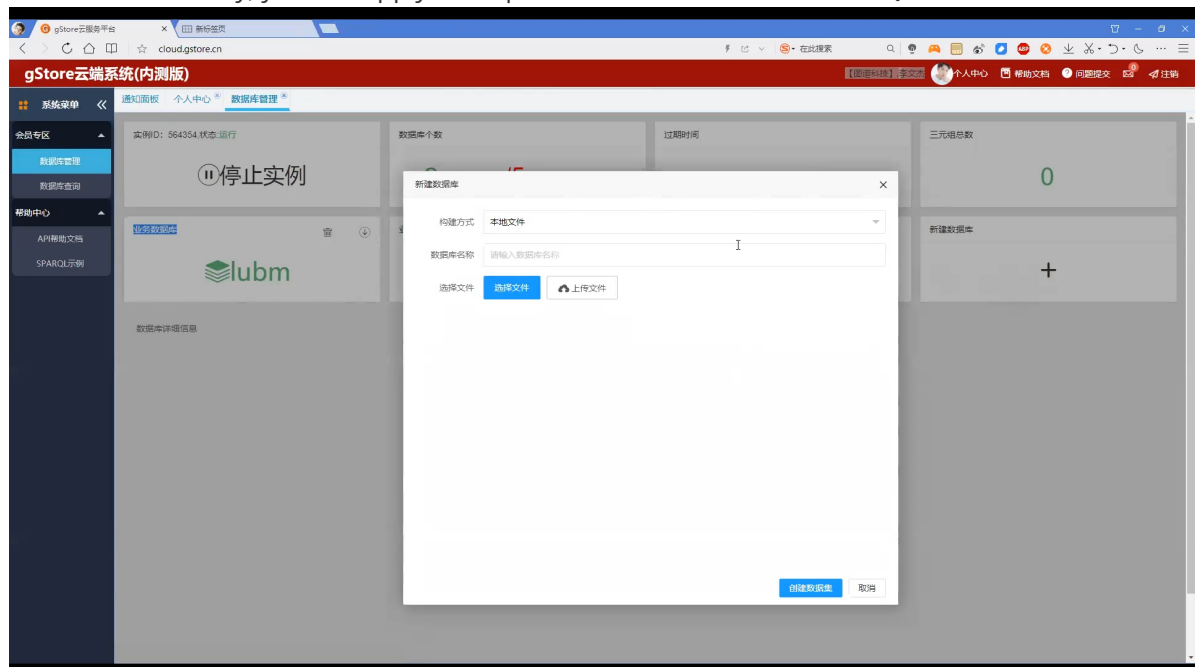 gStore云服务平台
新标签页
cloud.gstore.cn
在此搜索
gStore云端系统(内测版)
【图谱科技】李文杰
个人中心
帮助文档
问题提交
0
注销
系统菜单
通知面板
个人中心
数据库管理
会员专区
数据库管理
数据库查询
帮助中心
API帮助文档
SPARQL示例
实例ID：564354,状态:运行
停止实例
数据库个数
过期时间
三元组总数
0
业务数据库
lubm
新建数据库
+
数据库详细信息
新建数据库
构建方式
本地文件
数据库名称
请输入数据库名称
选择文件
选择文件
上传文件
创建数据集
取消